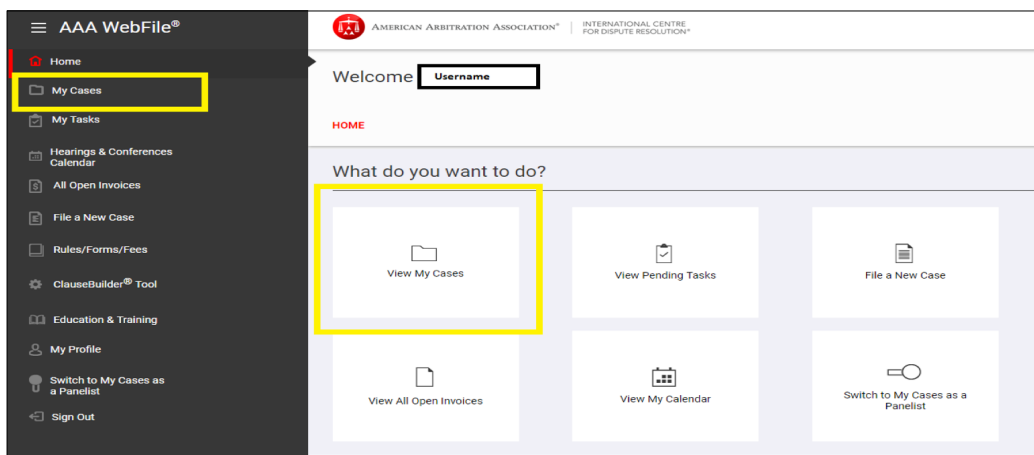 AAA WebFile®
Home
My Cases
My Tasks
Hearings & Conferences
Calendar
All Open Invoices
File a New Case
Rules/Forms/Fees
ClauseBuilder® Tool
Education & Training
My Profile
Switch to My Cases as
a Panelist
Sign Out
AMERICAN ARBITRATION ASSOCIATION®
INTERNATIONAL CENTRE
FOR DISPUTE RESOLUTION®
Welcome Username
HOME
What do you want to do?
View My Cases
View Pending Tasks
File a New Case
View All Open Invoices
View My Calendar
Switch to My Cases as a
Panelist